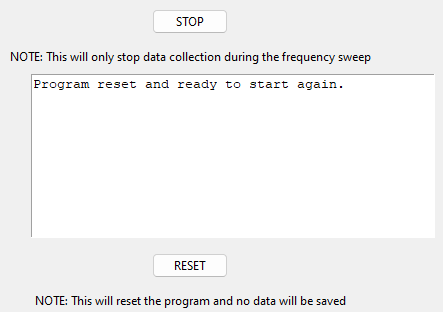 STOP
NOTE: This will only stop data collection during the frequency sweep
Program reset and ready to start again.
RESET
NOTE: This will reset the program and no data will be saved